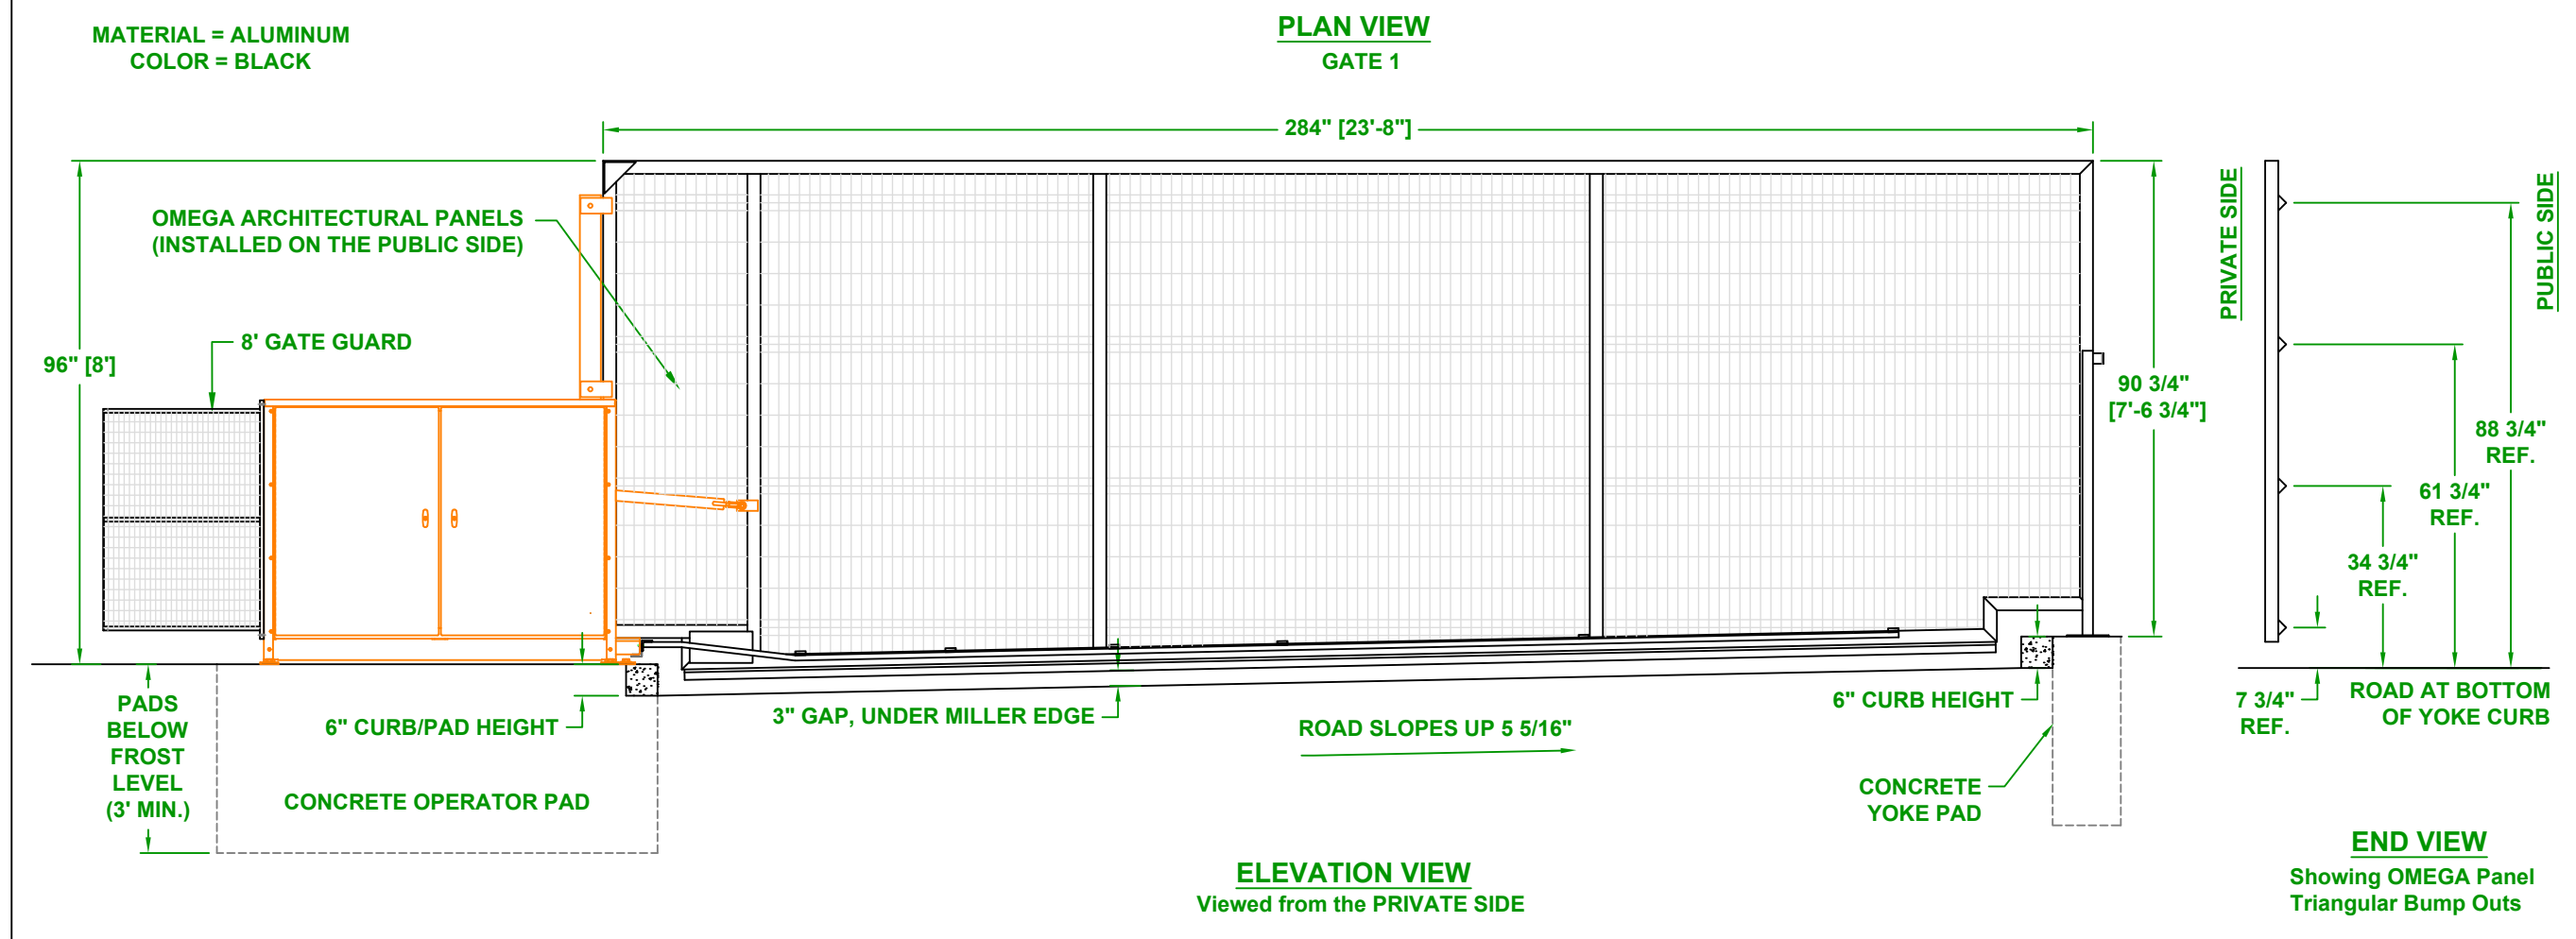 MATERIAL = ALUMINUM
COLOR = BLACK
PLAN VIEW
GATE 1
284" [23'-8"]
OMEGA ARCHITECTURAL PANELS
(INSTALLED ON THE PUBLIC SIDE)
8' GATE GUARD
96" [8']
90 3/4"
[7'-6 3/4"]
PRIVATE SIDE
PUBLIC SIDE
88 3/4"
REF.
61 3/4"
REF.
34 3/4"
REF.
7 3/4"
REF.
ROAD AT BOTTOM
OF YOKE CURB
PADS
BELOW
FROST
LEVEL
(3' MIN.)
6" CURB/PAD HEIGHT
3" GAP, UNDER MILLER EDGE
ROAD SLOPES UP 5 5/16"
6" CURB HEIGHT
CONCRETE OPERATOR PAD
CONCRETE
YOKE PAD
ELEVATION VIEW
Viewed from the PRIVATE SIDE
END VIEW
Showing OMEGA Panel
Triangular Bump Outs